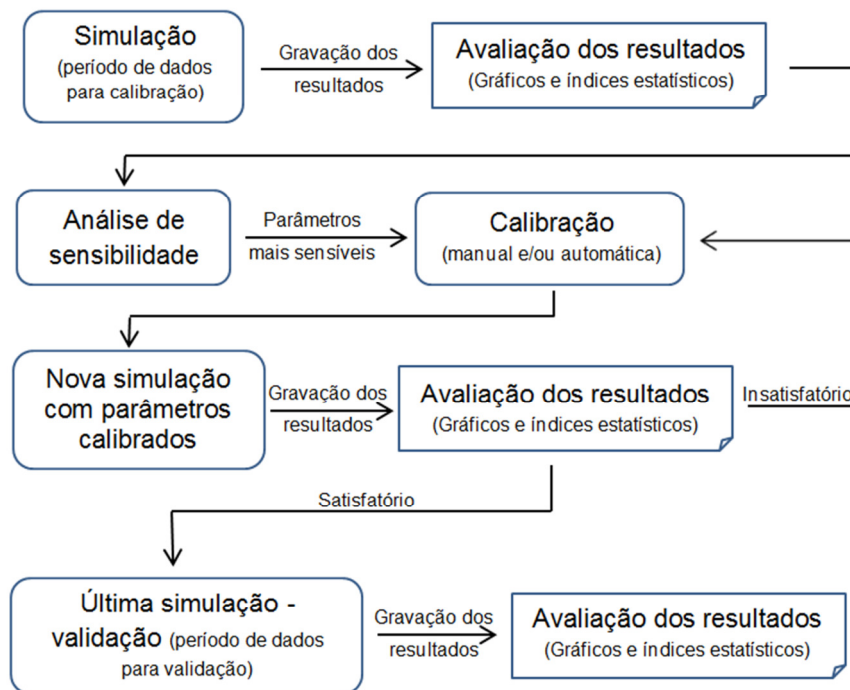 Simulação
(período de dados
para calibração)
Gravação dos
resultados
Avaliação dos resultados
(Gráficos e índices estatísticos)
Análise de
sensibilidade
Parâmetros
mais sensíveis
Calibração
(manual e/ou automática)
Nova simulação
com parâmetros
calibrados
Gravação dos
resultados
Avaliação dos resultados
(Gráficos e índices estatísticos)
Insatisfatório
Satisfatório
Última simulação -
validação (período de dados
para validação)
Gravação dos
resultados
Avaliação dos resultados
(Gráficos e índices estatísticos)